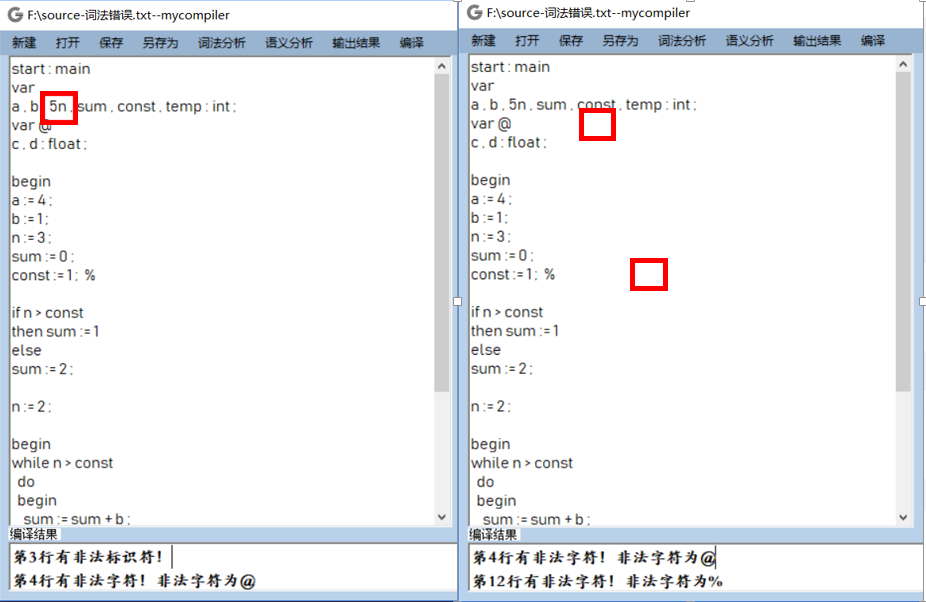 F:\source-词法错误.txt--mycompiler
新建 打开 保存 另存为 词法分析 语义分析 输出结果 编译
start : main
var
a , b , 5n , sum , const , temp : int ;
var @
c , d : float ;
begin
a := 4 ;
b := 1 ;
n := 3 ;
sum := 0 ;
const := 1 ; %
if n > const
then sum := 1
else
sum := 2 ;
n := 2 ;
begin
while n > const
do
begin
sum := sum + b ;
编译结果
第3行有非法标识符！
第4行有非法字符！ 非法字符为@
F:\source-词法错误.txt--mycompiler
新建 打开 保存 另存为 词法分析 语义分析 输出结果 编译
start : main
var
a , b , 5n , sum , const , temp : int ;
var @
c , d : float ;
begin
a := 4 ;
b := 1 ;
n := 3 ;
sum := 0 ;
const := 1 ; %
if n > const
then sum := 1
else
sum := 2 ;
n := 2 ;
begin
while n > const
do
begin
sum := sum + b ;
编译结果
第4行有非法字符！ 非法字符为@
第12行有非法字符！ 非法字符为%